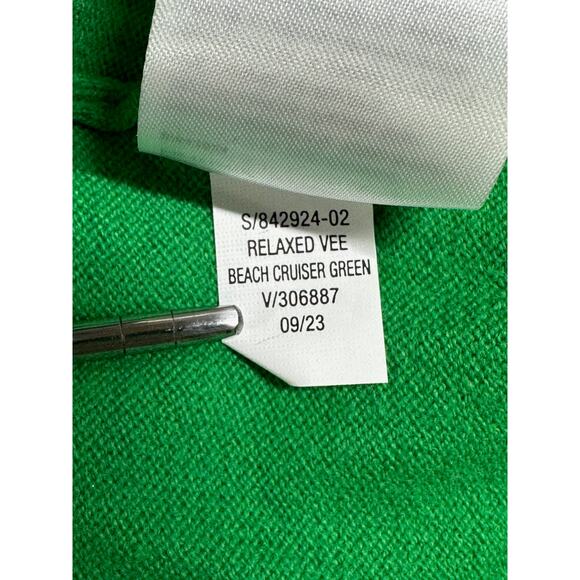 S/842924-02
RELAXED VEE
BEACH CRUISER GREEN
V/306887
09/23